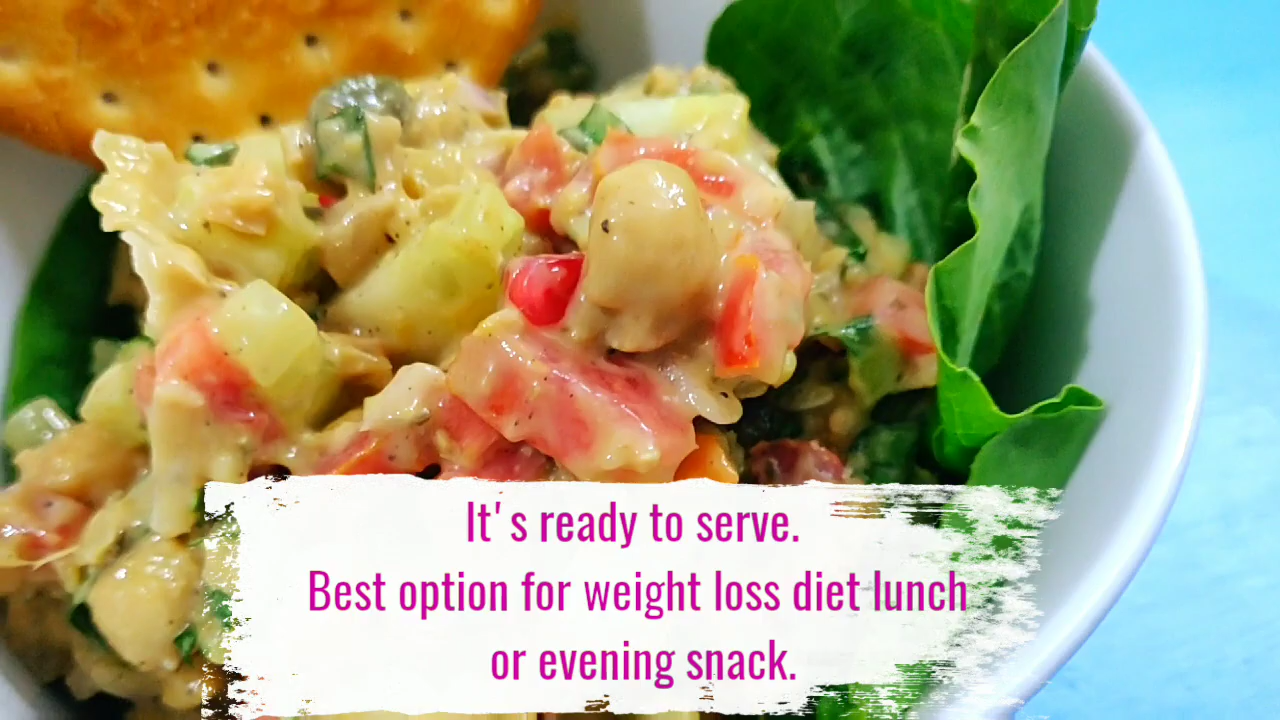 It's ready to serve.
Best option for weight loss diet lunch
or evening snack.